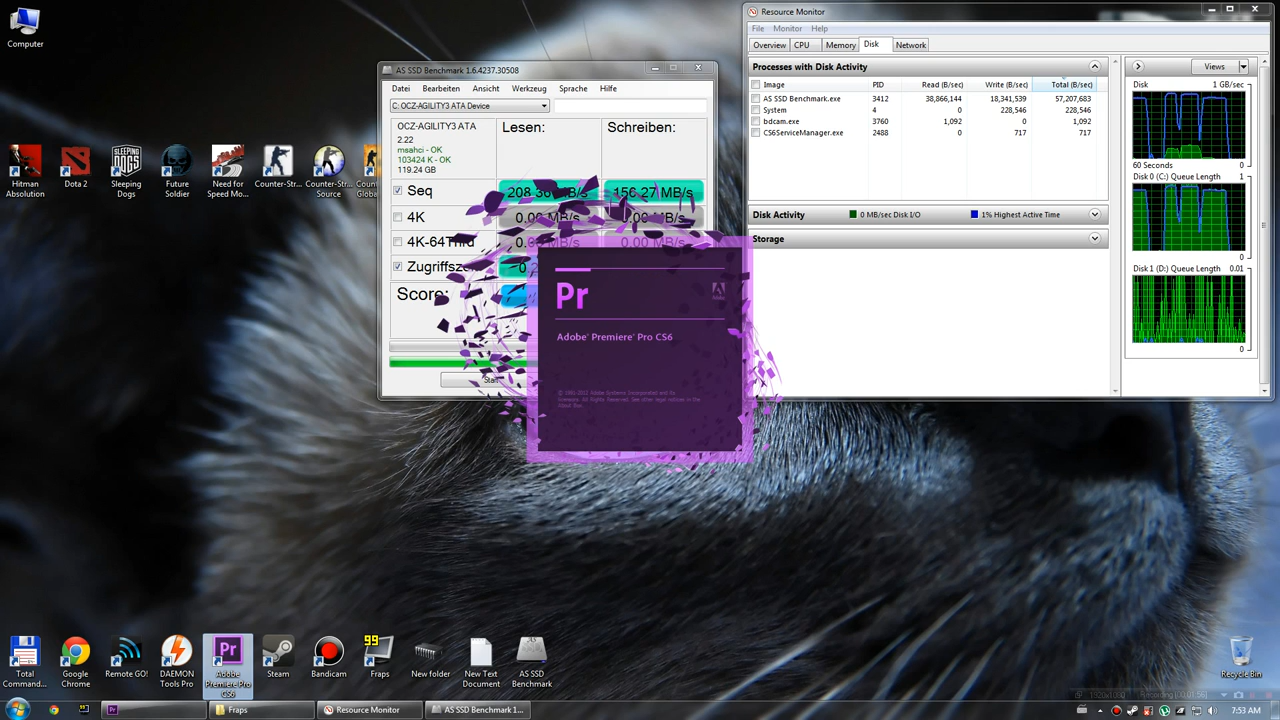 Computer
Hitman Absolution
Dota 2
Sleeping Dogs
Future Soldier
Need for Speed Mo...
Counter-Str...
Counter-Str... Source
AS SSD Benchmark 1.6.4237.30508
Datei Bearbeiten Ansicht Werkzeug Sprache Hilfe
C: OCZ-AGILITY3 ATA Device
OCZ-AGILITY3 ATA
2.22
msahci - OK
103424 K - OK
119.24 GB
Lesen: Schreiben:
Seq 156.27 MB/s
4K 0.00 MB/s
4K-64Thrd 0.00 MB/s
Score:
Start
Pr
Adobe
Adobe® Premiere® Pro CS6
Resource Monitor
File Monitor Help
Overview CPU Memory Disk Network
Processes with Disk Activity
Image PID Read (B/sec) Write (B/sec) Total (B/sec)
AS SSD Benchmark.exe 3412 38,866,144 18,341,539 57,207,683
System 4 0 228,546 228,546
bdcam.exe 3760 1,092 0 1,092
CS6ServiceManager.exe 2488 0 717 717
Disk Activity 0 MB/sec Disk I/O 1% Highest Active Time
Storage
Views
Disk 1 GB/sec
60 Seconds 0
Disk 0 (C:) Queue Length 1
0
Disk 1 (D:) Queue Length 0.01
0
Total Comman...
Google Chrome
Remote GO!
DAEMON Tools Pro
Pr
Adobe Premiere Pro CS6
Steam
Bandicam
99
Fraps
New folder
New Text Document
AS SSD Benchmark
Recycle Bin
1920x1080 Recording [00:01:56]
Fraps
Resource Monitor
AS SSD Benchmark 1...
7:53 AM